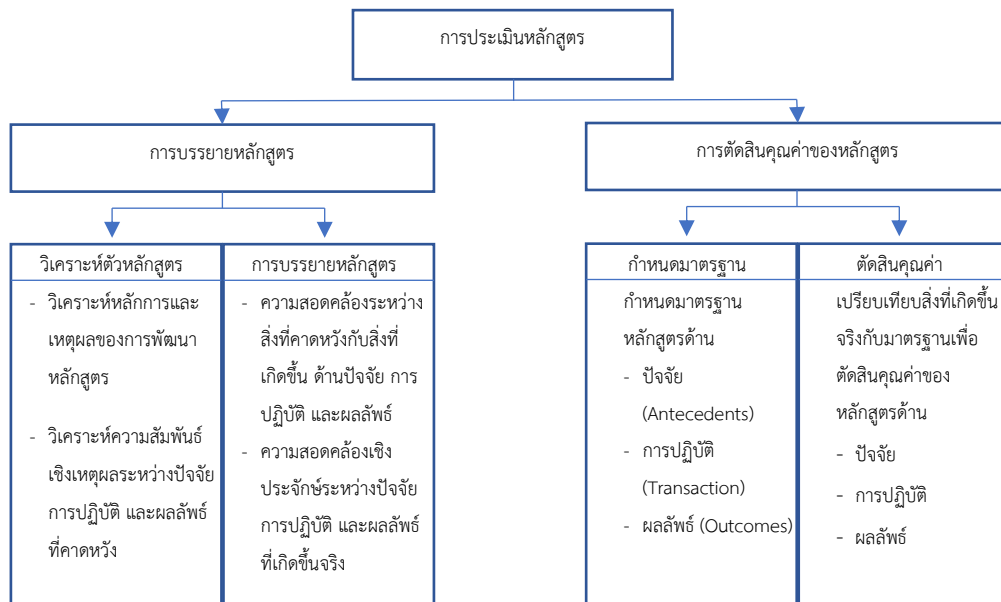 การประเมินหลักสูตร
การบรรยายหลักสูตร
การตัดสินคุณค่าของหลักสูตร
วิเคราะห์ตัวหลักสูตร
- วิเคราะห์หลักการและ
เหตุผลของการพัฒนา
หลักสูตร
- วิเคราะห์ความสัมพันธ์
เชิงเหตุผลระหว่างปัจจัย
การปฏิบัติ และผลลัพธ์
ที่คาดหวัง
การบรรยายหลักสูตร
- ความสอดคล้องระหว่าง
สิ่งที่คาดหวังกับสิ่งที่
เกิดขึ้น ด้านปัจจัย การ
ปฏิบัติ และผลลัพธ์
- ความสอดคล้องเชิง
ประจักษ์ระหว่างปัจจัย
การปฏิบัติ และผลลัพธ์
ที่เกิดขึ้นจริง
กำหนดมาตรฐาน
กำหนดมาตรฐาน
หลักสูตรด้าน
- ปัจจัย
(Antecedents)
- การปฏิบัติ
(Transaction)
- ผลลัพธ์ (Outcomes)
ตัดสินคุณค่า
เปรียบเทียบสิ่งที่เกิดขึ้น
จริงกับมาตรฐานเพื่อ
ตัดสินคุณค่าของ
หลักสูตรด้าน
- ปัจจัย
- การปฏิบัติ
- ผลลัพธ์